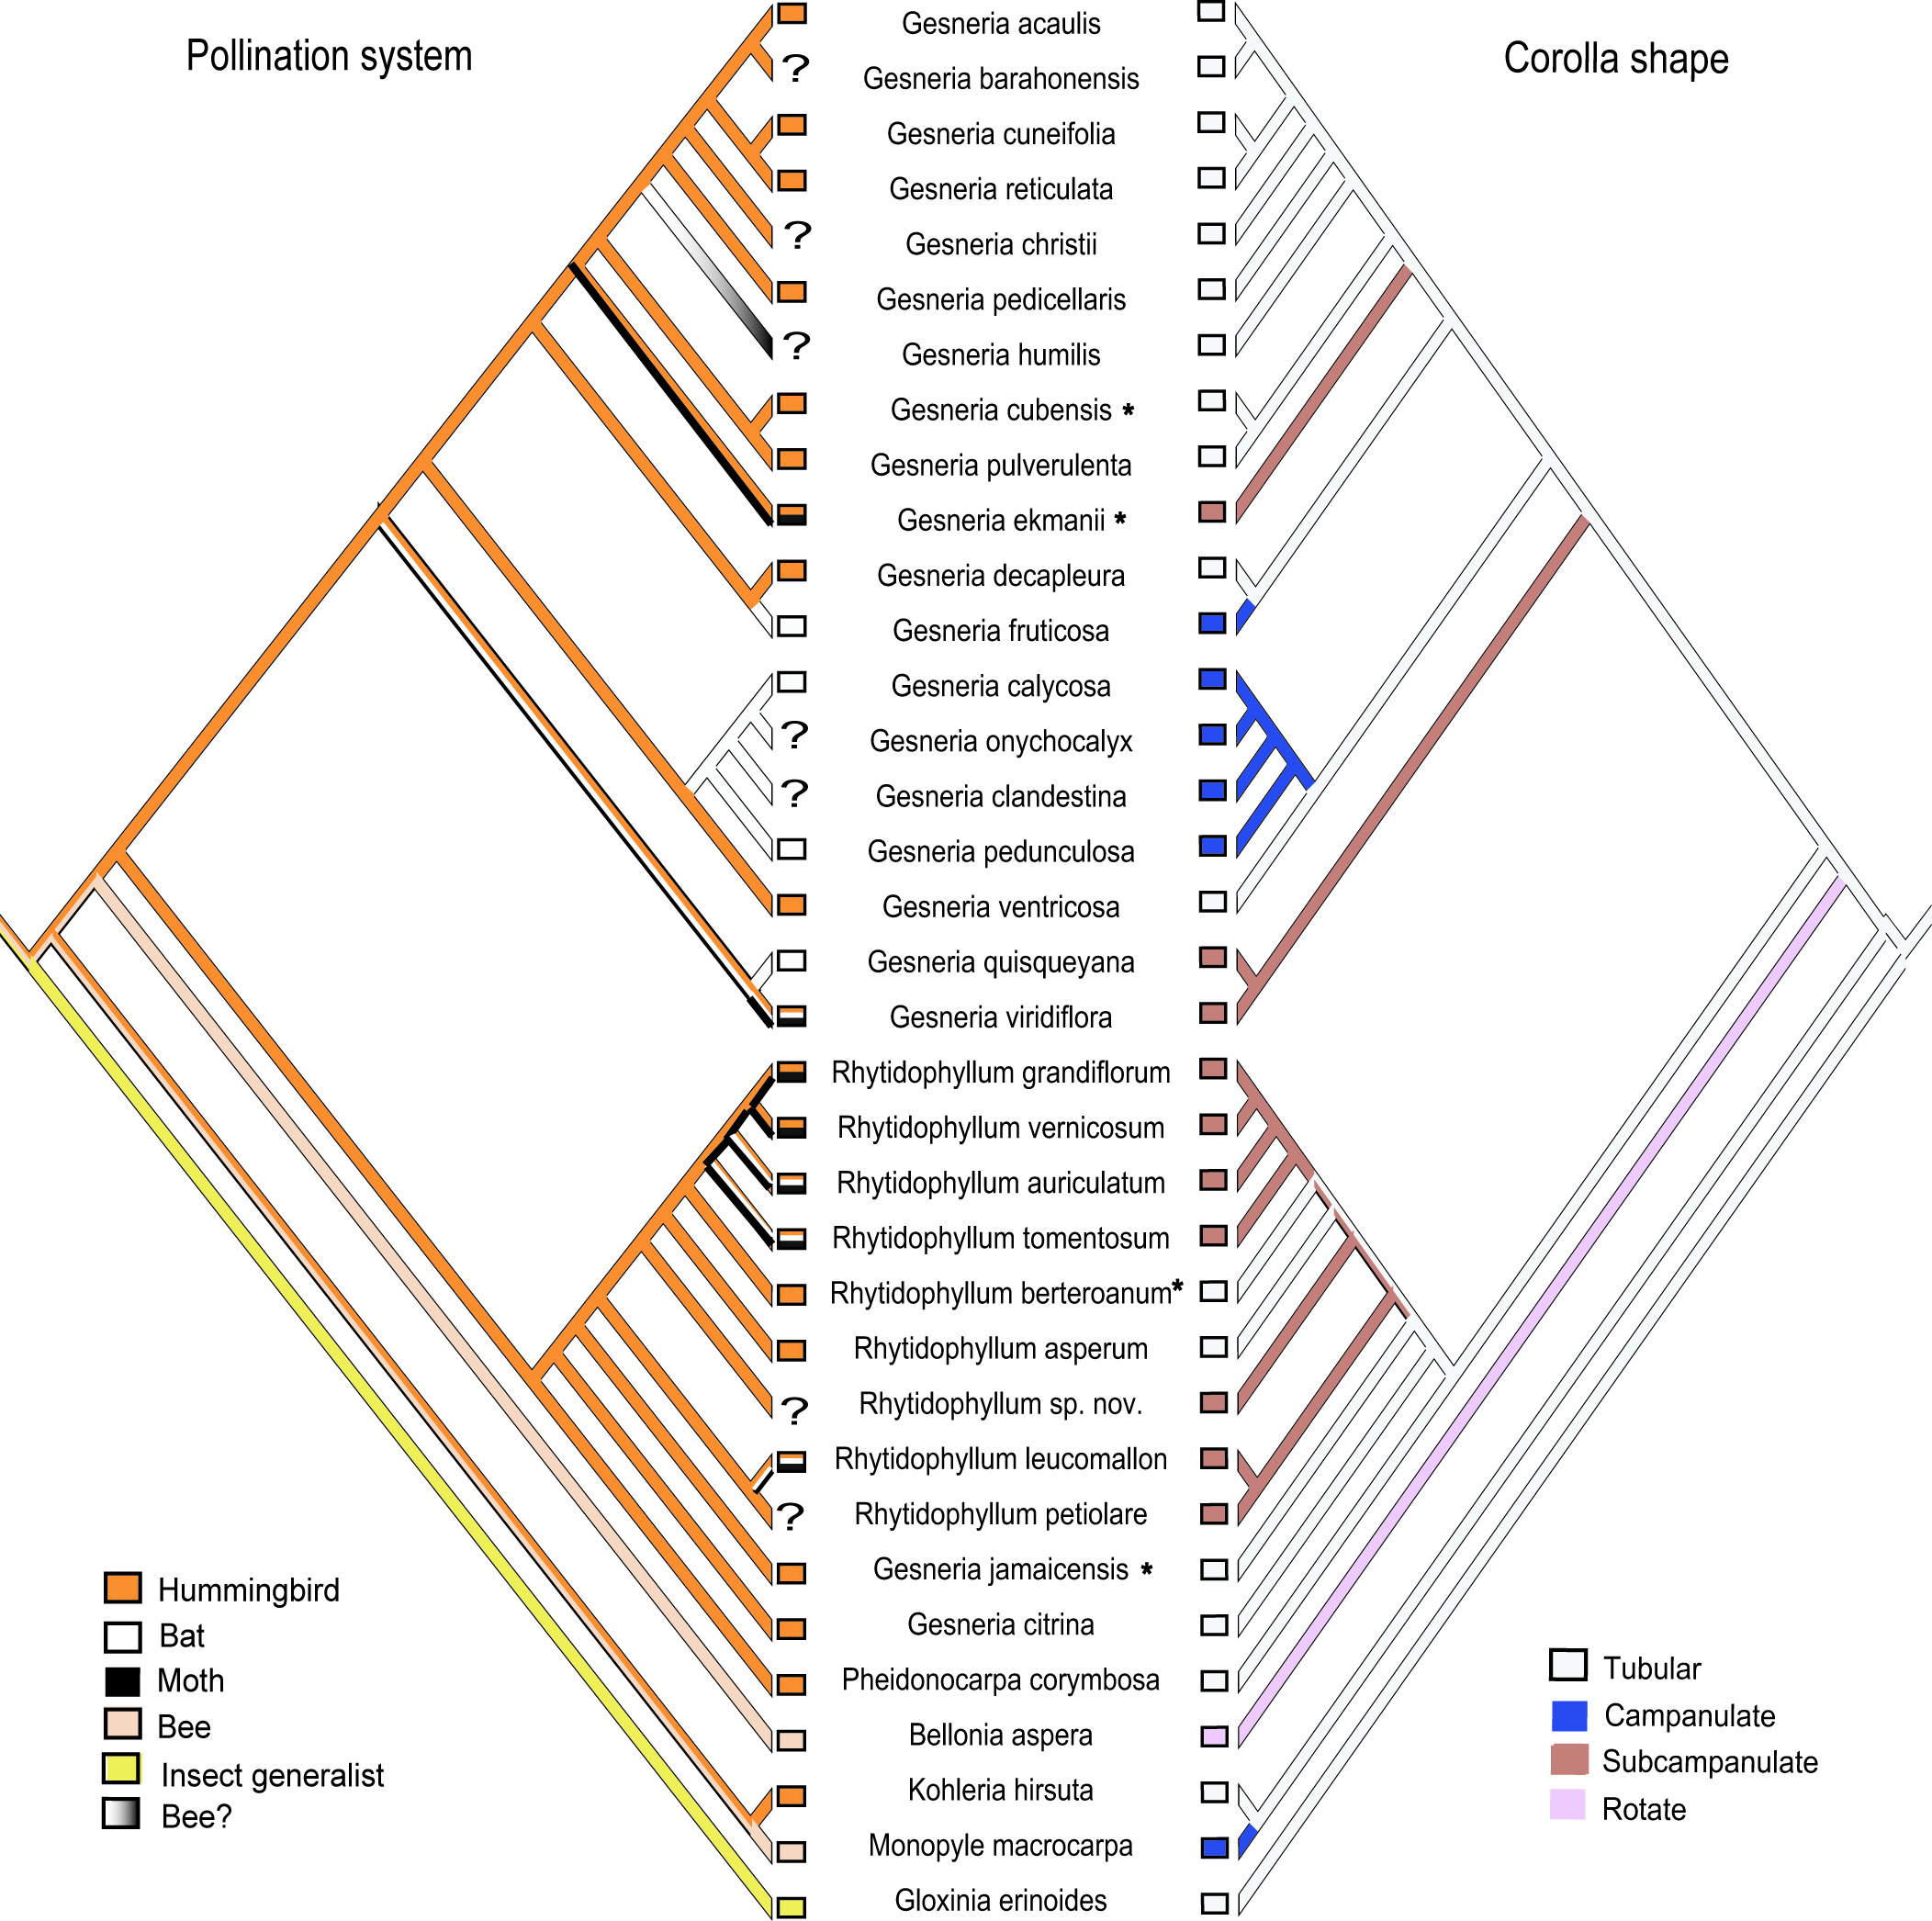 Pollination system
Corolla shape
Gesneria acaulis
? Gesneria barahonensis
Gesneria cuneifolia
Gesneria reticulata
? Gesneria christii
Gesneria pedicellaris
? Gesneria humilis
Gesneria cubensis *
Gesneria pulverulenta
Gesneria ekmanii *
Gesneria decapleura
Gesneria fruticosa
Gesneria calycosa
? Gesneria onychocalyx
? Gesneria clandestina
Gesneria pedunculosa
Gesneria ventricosa
Gesneria quisqueyana
Gesneria viridiflora
Rhytidophyllum grandiflorum
Rhytidophyllum vernicosum
Rhytidophyllum auriculatum
Rhytidophyllum tomentosum
Rhytidophyllum berteroanum*
Rhytidophyllum asperum
? Rhytidophyllum sp. nov.
Rhytidophyllum leucomallon
? Rhytidophyllum petiolare
Gesneria jamaicensis *
Gesneria citrina
Pheidonocarpa corymbosa
Bellonia aspera
Kohleria hirsuta
Monopyle macrocarpa
Gloxinia erinoides
Hummingbird
Bat
Moth
Bee
Insect generalist
Bee?
Tubular
Campanulate
Subcampanulate
Rotate